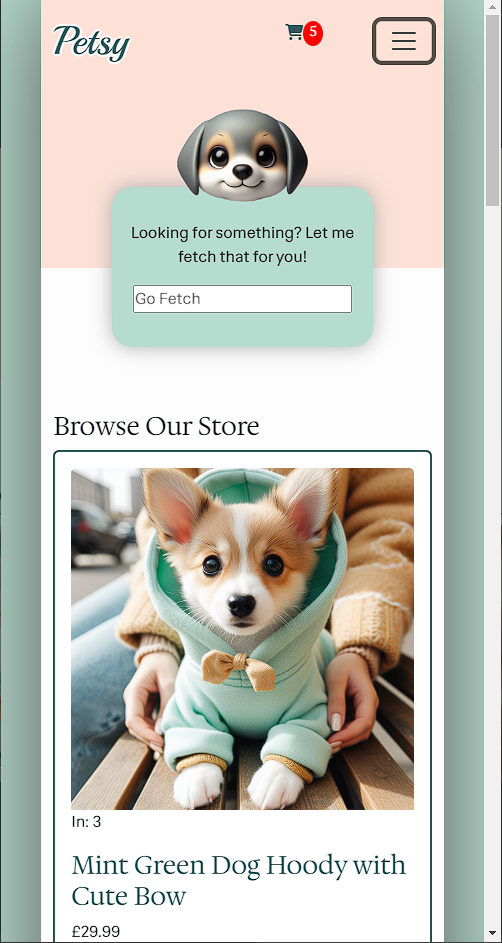 Petsy
5
Looking for something? Let me
fetch that for you!
Go Fetch
Browse Our Store
In: 3
Mint Green Dog Hoody with
Cute Bow
£29.99